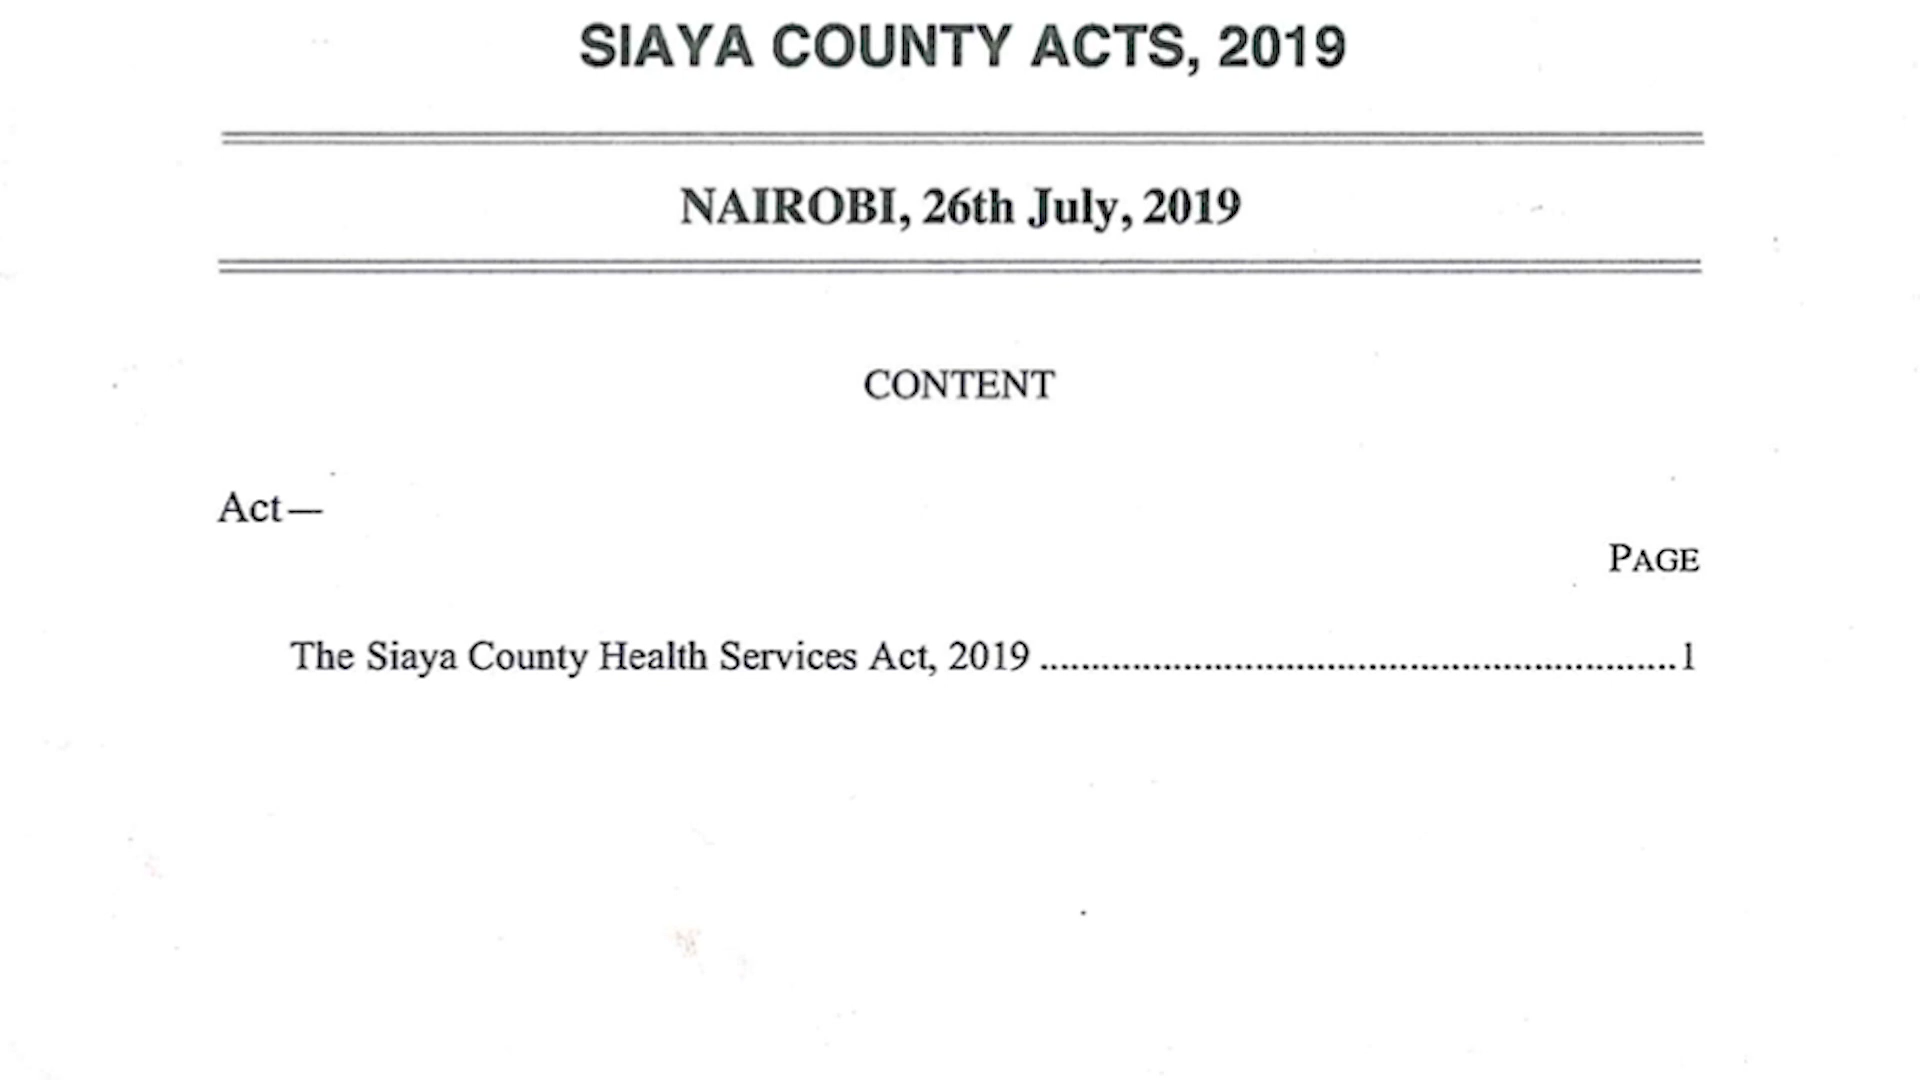 SIAYA COUNTY ACTS, 2019
NAIROBI, 26th July, 2019
CONTENT
Act—
PAGE
The Siaya County Health Services Act, 2019 ................................................................1